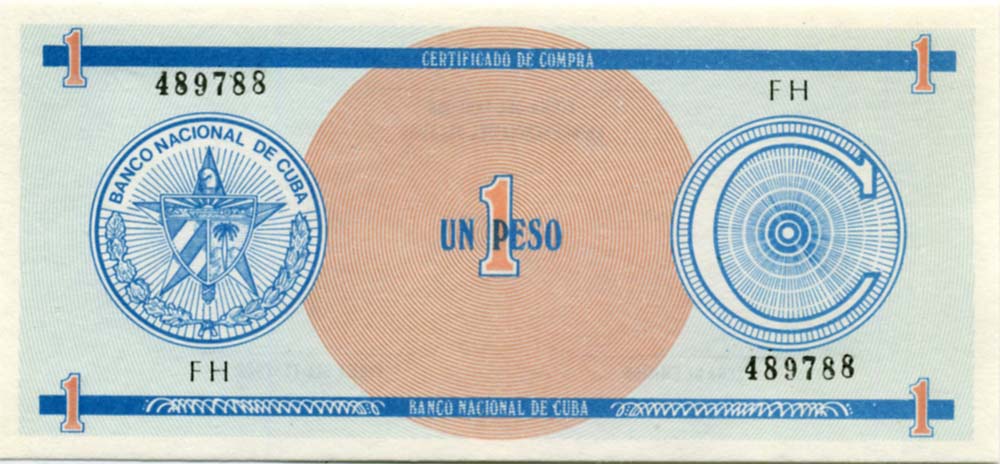 1 CERTIFICADO DE COMPRA 1
489788 FH
BANCO NACIONAL DE CUBA
C
UN PESO
1
FH 489788
1 BANCO NACIONAL DE CUBA 1